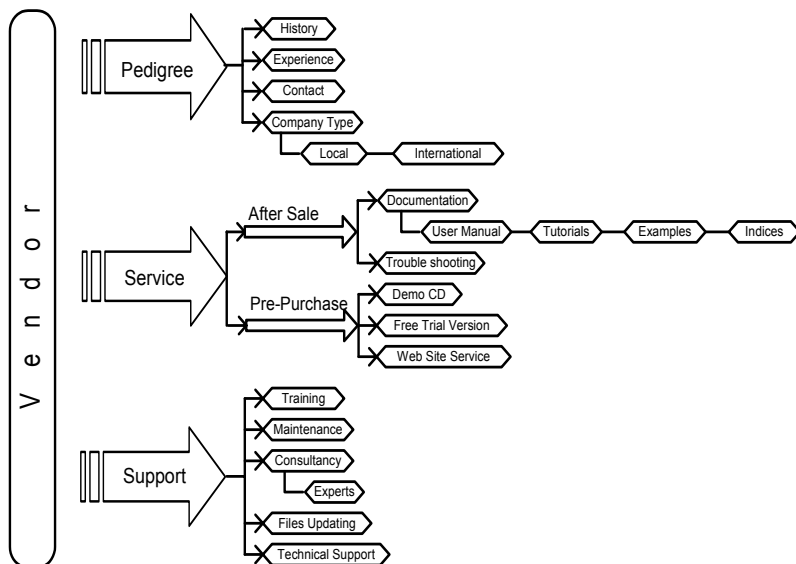 Vendor
Pedigree
History
Experience
Contact
Company Type
Local
International
Service
After Sale
Documentation
User Manual
Tutorials
Examples
Indices
Trouble shooting
Pre-Purchase
Demo CD
Free Trial Version
Web Site Service
Support
Training
Maintenance
Consultancy
Experts
Files Updating
Technical Support